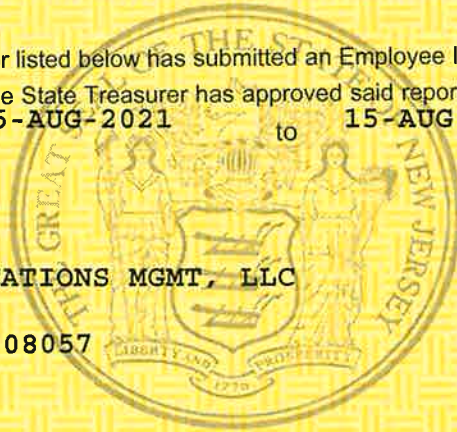 r listed below has submitted an Employee I
e State Treasurer has approved said repor
5-AUG-2021 to 15-AUG
ATIONS MGMT, LLC
08057
THE GREAT SEAL OF THE STATE NEW JERSEY
LIBERTY AND PROSPERITY
1776